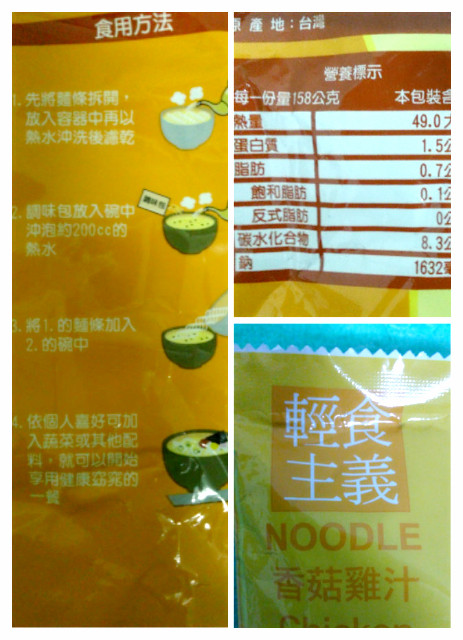 食用方法
1.先將麵條拆開，
放入容器中再以
熱水沖洗後濾乾
2.調味包放入碗中
沖泡約200cc的
熱水
調味包
3.將1.的麵條加入
2.的碗中
4.依個人喜好可加
入蔬菜或其他配
料，就可以開始
享用健康窈窕的
一餐
原產地：台灣
營養標示
每一份量158公克 本包裝含
熱量 49.0大
蛋白質 1.5公
脂肪 0.7公
飽和脂肪 0.1公
反式脂肪 0公
碳水化合物 8.3公
鈉 1632毫
輕食
主義
NOODLE
香菇雞汁
Chicken